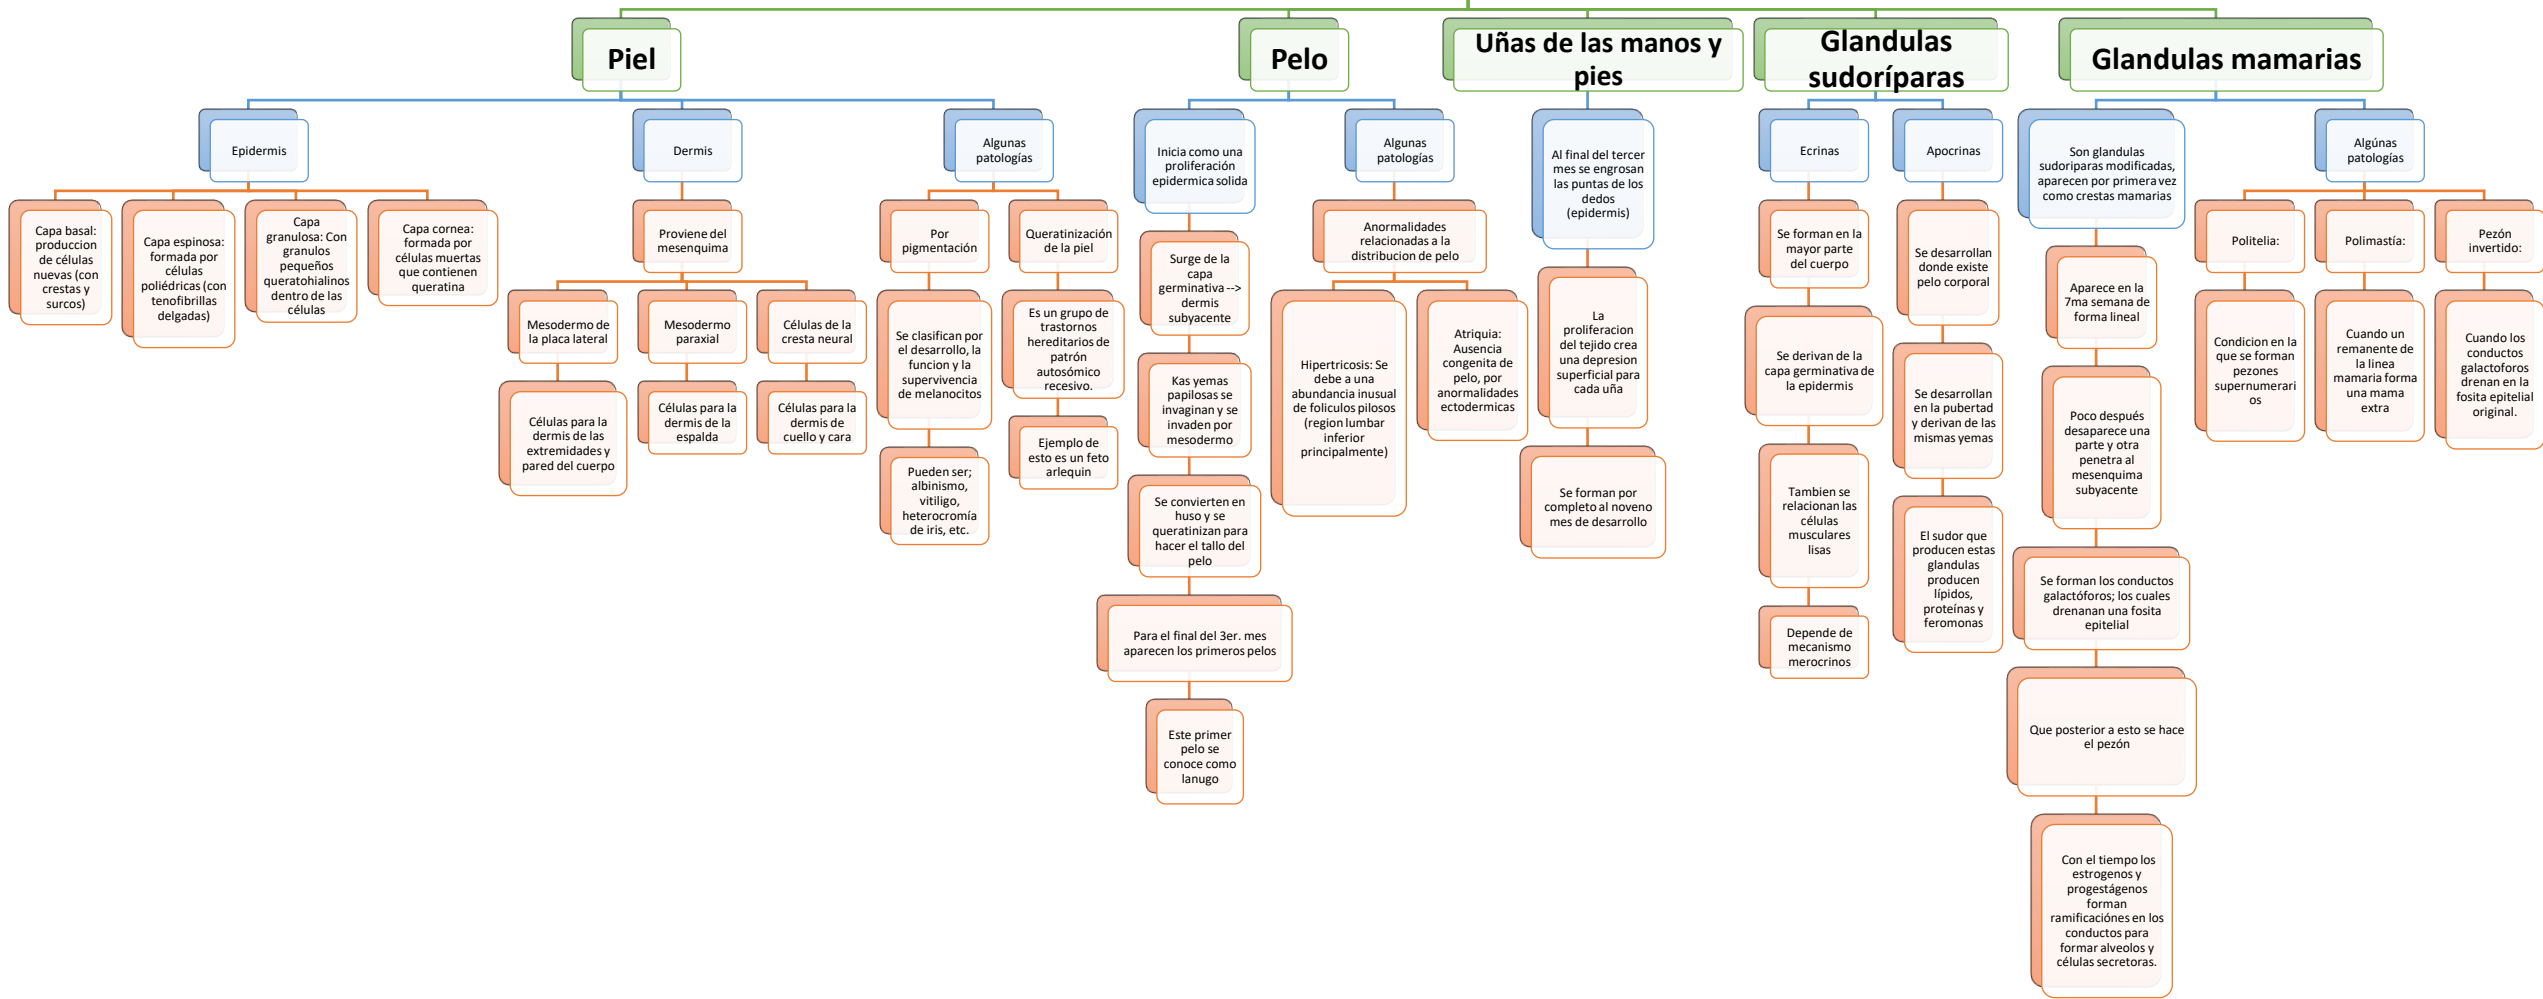 Piel
Epidermis
Capa basal:
produccion
de células
nuevas (con
crestas y
surcos)
Capa espinosa:
formada por
células
poliédricas (con
tenofibrillas
delgadas)
Capa
granulosa: Con
granulos
pequeños
queratohialinos
dentro de las
células
Capa cornea:
formada por
células muertas
que contienen
queratina
Dermis
Proviene del
mesenquima
Mesodermo de
la placa lateral
Células para la
dermis de las
extremidades y
pared del cuerpo
Mesodermo
paraxial
Células para la
dermis de la
espalda
Células de la
cresta neural
Células para la
dermis de
cuello y cara
Algunas
patologías
Por
pigmentación
Se clasifican por
el desarrollo, la
funcion y la
supervivencia
de melanocitos
Pueden ser;
albinismo,
vitiligo,
heterocromía
de iris, etc.
Queratinización
de la piel
Es un grupo de
trastornos
hereditarios de
patrón
autosómico
recesivo.
Ejemplo de
esto es un feto
arlequin
Pelo
Inicia como una
proliferación
epidermica solida
Surge de la
capa
germinativa -->
dermis
subyacente
Kas yemas
papilosas se
invaginan y se
invaden por
mesodermo
Se convierten en
huso y se
queratinizan para
hacer el tallo del
pelo
Para el final del 3er. mes
aparecen los primeros pelos
Este primer
pelo se
conoce como
lanugo
Algunas
patologías
Anormalidades
relacionadas a la
distribucion de pelo
Hipertricosis: Se
debe a una
abundancia inusual
de foliculos pilosos
(region lumbar
inferior
principalmente)
Atriquia:
Ausencia
congenita de
pelo, por
anormalidades
ectodermicas
Uñas de las manos y
pies
Al final del tercer
mes se engrosan
las puntas de los
dedos
(epidermis)
La
proliferacion
del tejido crea
una depresion
superficial para
cada uña
Se forman por
completo al noveno
mes de desarrollo
Glandulas
sudoríparas
Ecrinas
Se forman en la
mayor parte
del cuerpo
Se derivan de la
capa germinativa de
la epidermis
Tambien se
relacionan las
células
musculares
lisas
Depende de
mecanismo
merocrinos
Apocrinas
Se desarrollan
donde existe
pelo corporal
Se desarrollan
en la pubertad
y derivan de las
mismas yemas
El sudor que
producen estas
glandulas
producen
lípidos,
proteínas y
feromonas
Glandulas mamarias
Son glandulas
sudoriparas modificadas,
aparecen por primera vez
como crestas mamarias
Aparece en la
7ma semana de
forma lineal
Poco después
desaparece una
parte y otra
penetra al
mesenquima
subyacente
Se forman los conductos
galactóforos; los cuales
drenanan una fosita
epitelial
Que posterior a esto se hace
el pezón
Con el tiempo los
estrogenos y
progestágenos
forman
ramificaciónes en los
conductos para
formar alveolos y
células secretoras.
Algúnas
patologías
Politelia:
Condicion en la
que se forman
pezones
supernumerari
os
Polimastía:
Cuando un
remanente de
la linea
mamaria forma
una mama
extra
Pezón
invertido:
Cuando los
conductos
galactoforos
drenan en la
fosita epitelial
original.